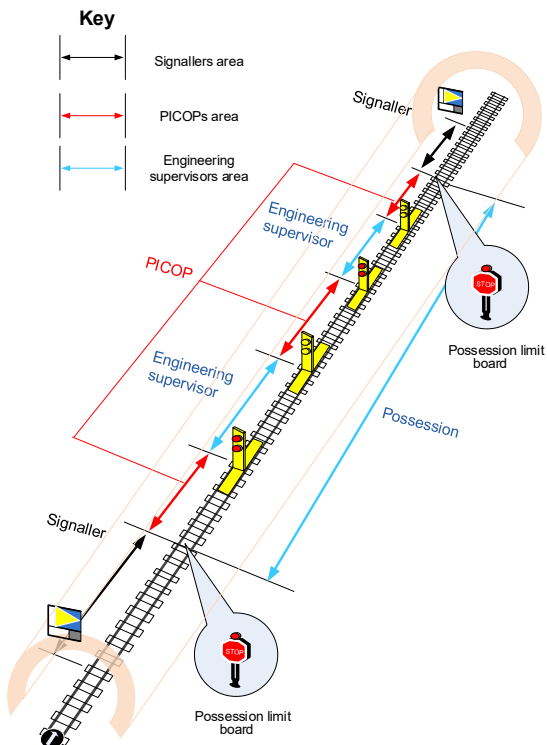 Key
Signallers area
PICOPs area
Engineering
supervisors area
Signaller
Engineering
supervisor
PICOP
STOP
Possession limit
board
Engineering
supervisor
Possession
Signaller
STOP
Possession limit
board